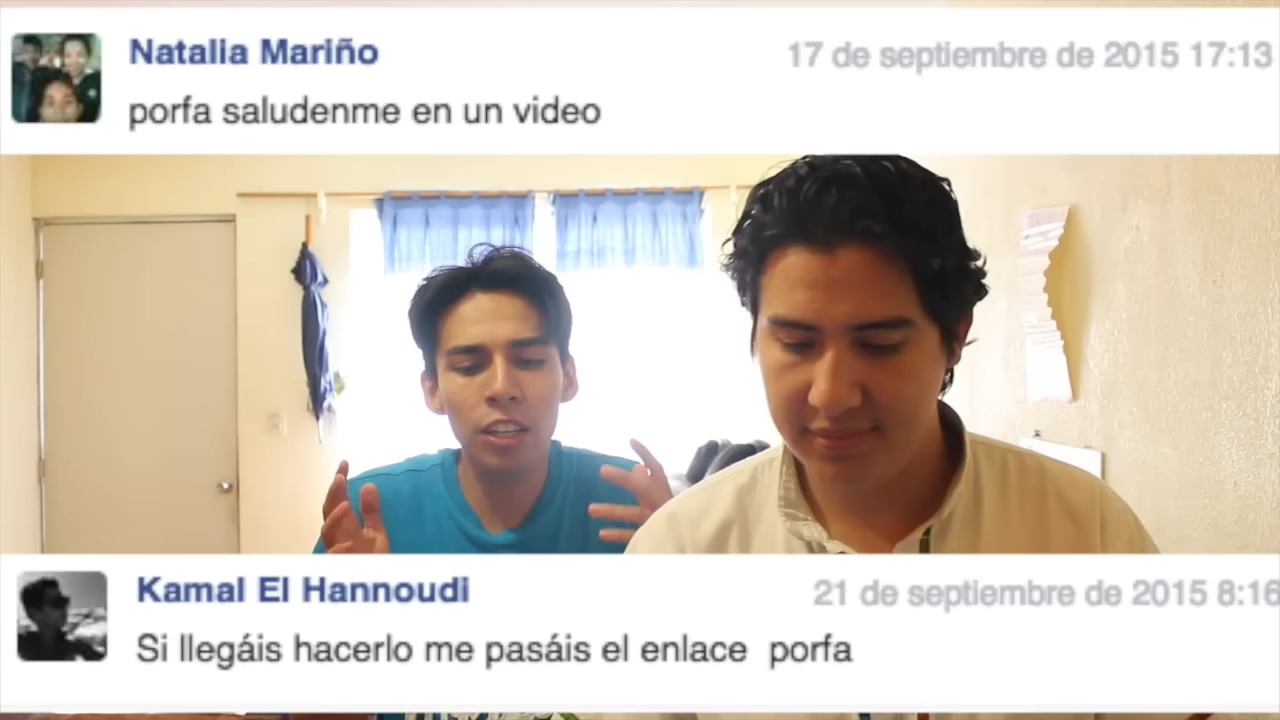 Natalia Mariño
17 de septiembre de 2015 17:13
porfa saludenme en un video
Kamal El Hannoudi
21 de septiembre de 2015 8:16
Si llegáis hacerlo me pasáis el enlace porfa